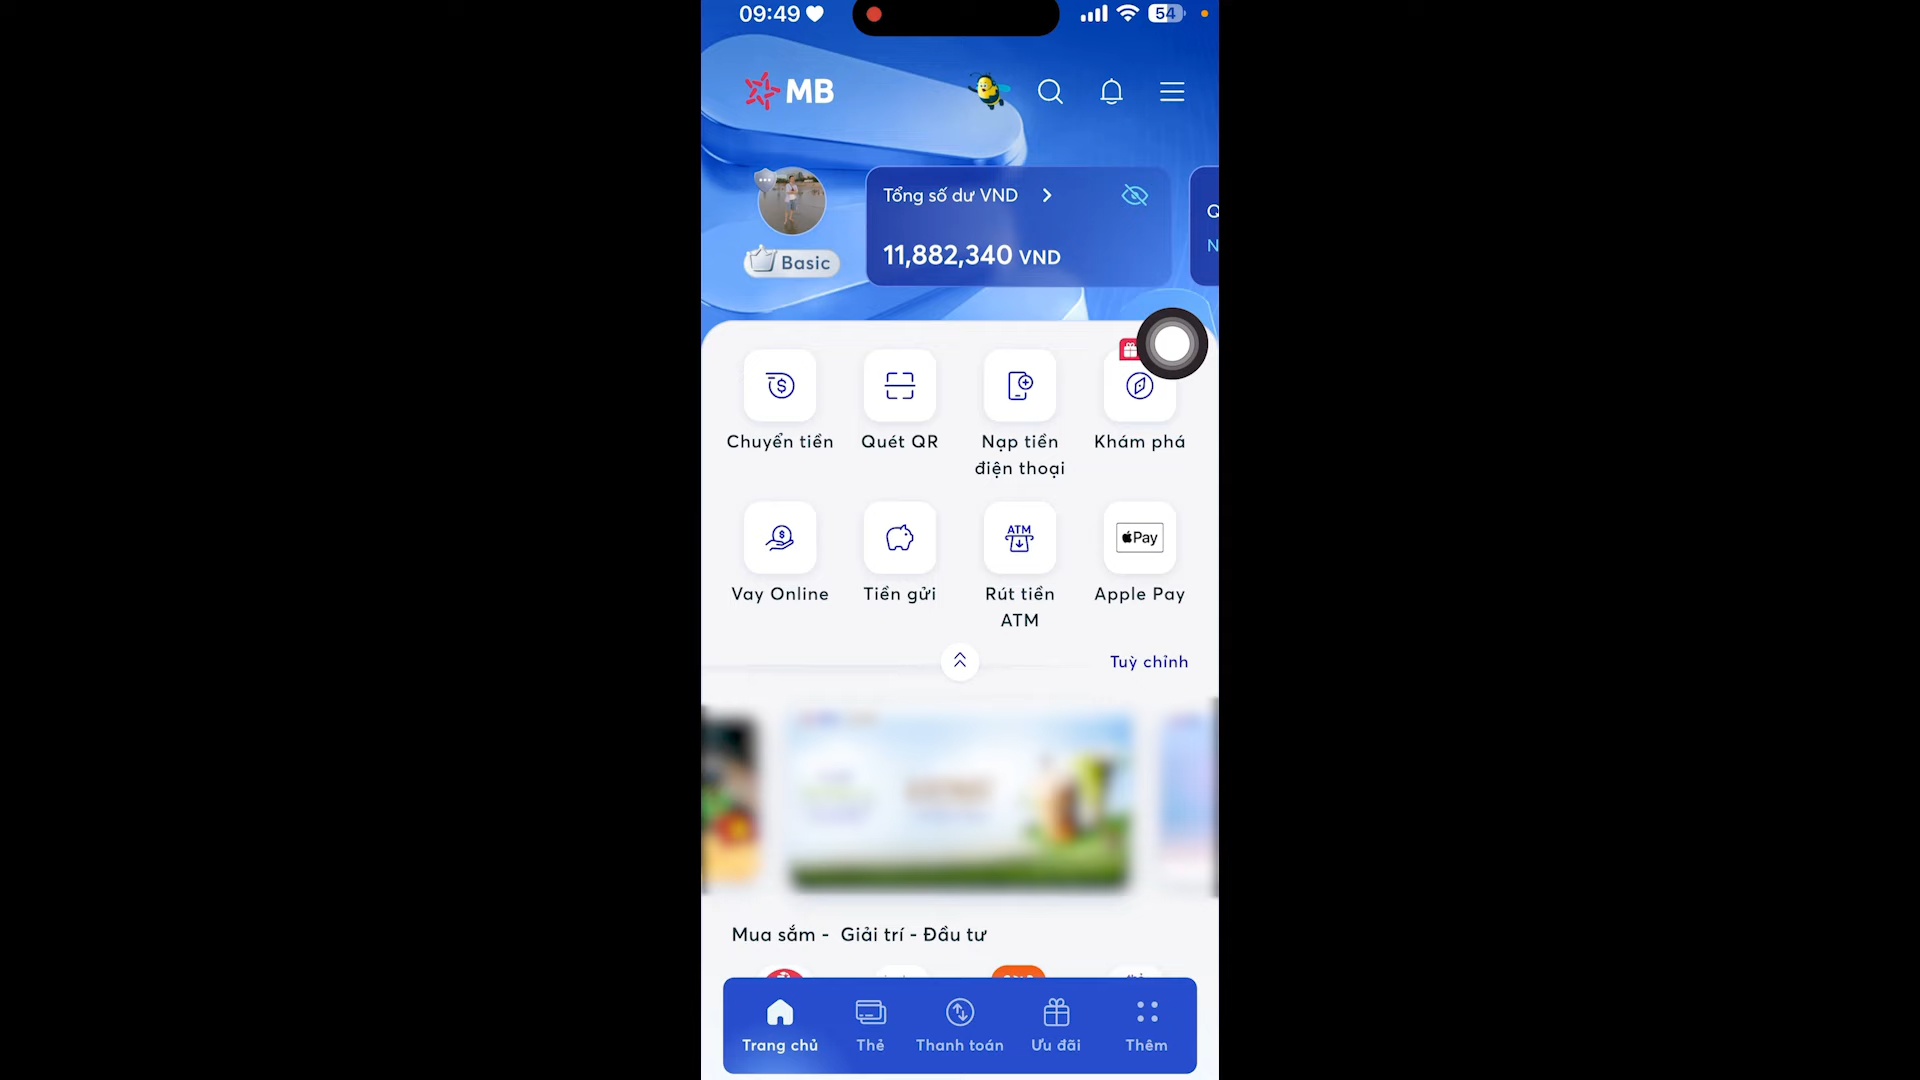 09:49
54
MB
Tổng số dư VND
11,882,340 VND
Basic
Chuyển tiền
Quét QR
Nạp tiền
điện thoại
Khám phá
ATM
Pay
Vay Online
Tiền gửi
Rút tiền
ATM
Apple Pay
Tuỳ chỉnh
Mua sắm - Giải trí - Đầu tư
Trang chủ
Thẻ
Thanh toán
Ưu đãi
Thêm